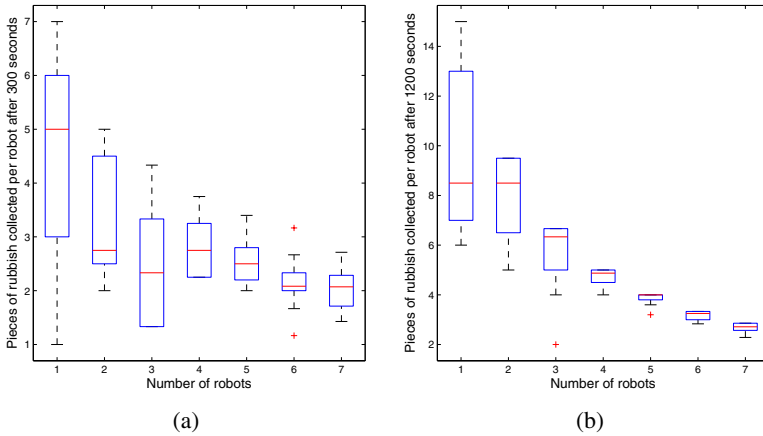 Pieces of rubbish collected per robot after 300 seconds
7
6
5
4
3
2
1
1 2 3 4 5 6 7
Number of robots
(a)
Pieces of rubbish collected per robot after 1200 seconds
14
12
10
8
6
4
2
1 2 3 4 5 6 7
Number of robots
(b)